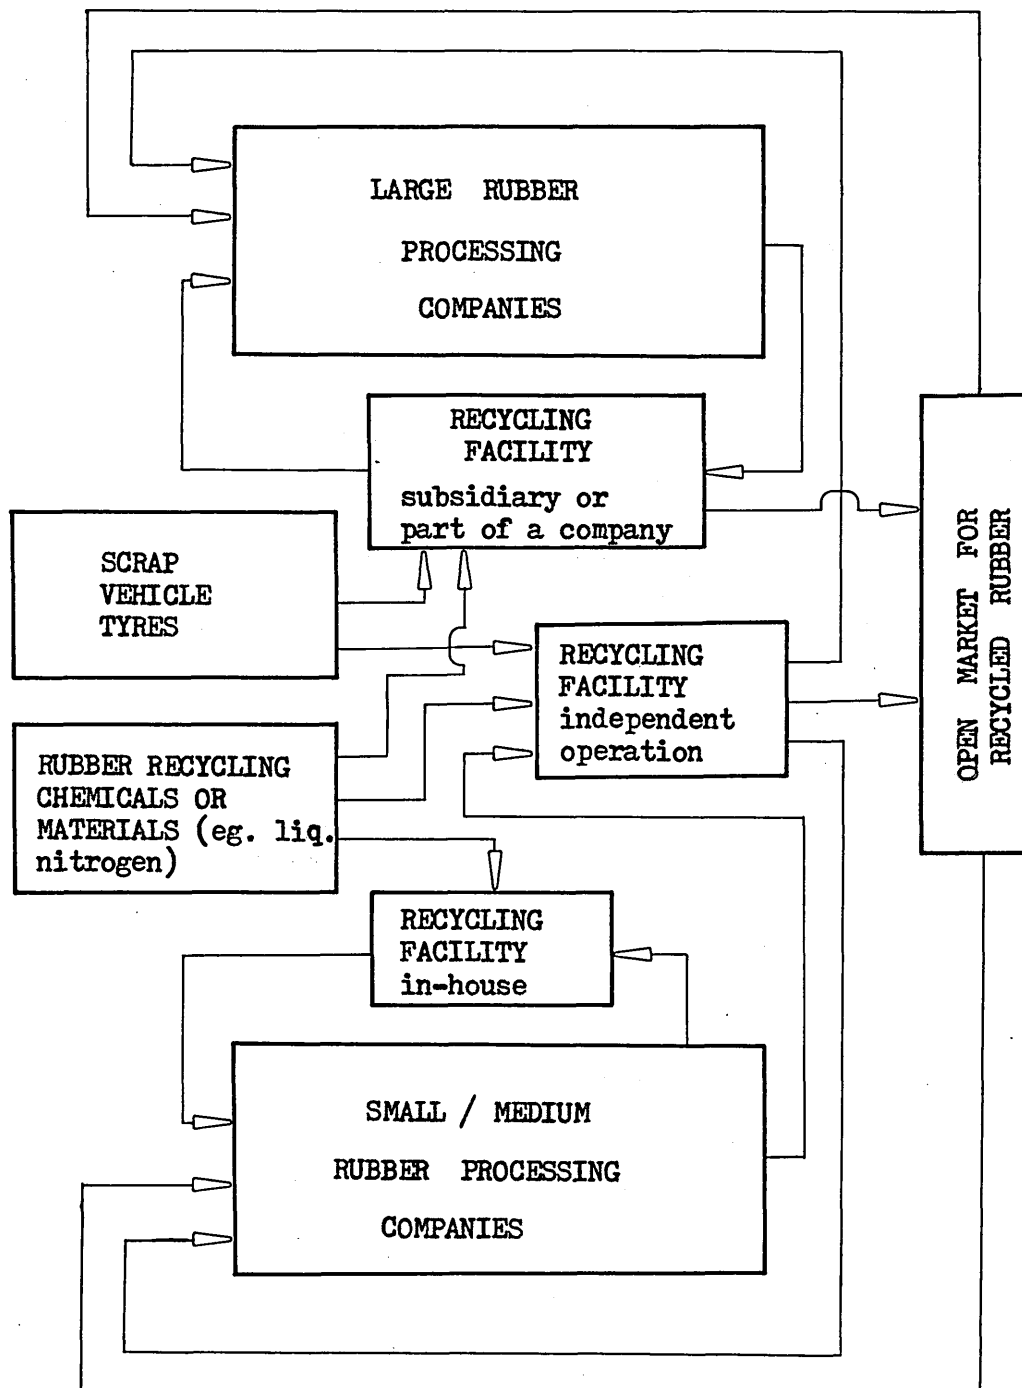 LARGE RUBBER
PROCESSING
COMPANIES
RECYCLING
FACILITY
subsidiary or
part of a company
SCRAP
VEHICLE
TYRES
RECYCLING
FACILITY
independent
operation
OPEN MARKET FOR
RECYCLED RUBBER
RUBBER RECYCLING
CHEMICALS OR
MATERIALS (eg. liq.
nitrogen)
RECYCLING
FACILITY
in-house
SMALL / MEDIUM
RUBBER PROCESSING
COMPANIES